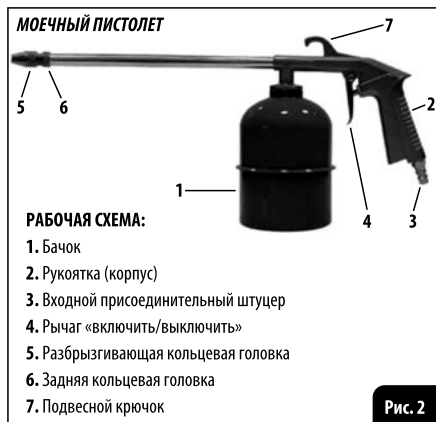 МОЕЧНЫЙ ПИСТОЛЕТ
7
5 6
2
1
4 3
РАБОЧАЯ СХЕМА:
1. Бачок
2. Рукоятка (корпус)
3. Входной присоединительный штуцер
4. Рычаг «включить/выключить»
5. Разбрызгивающая кольцевая головка
6. Задняя кольцевая головка
7. Подвесной крючок
Рис. 2